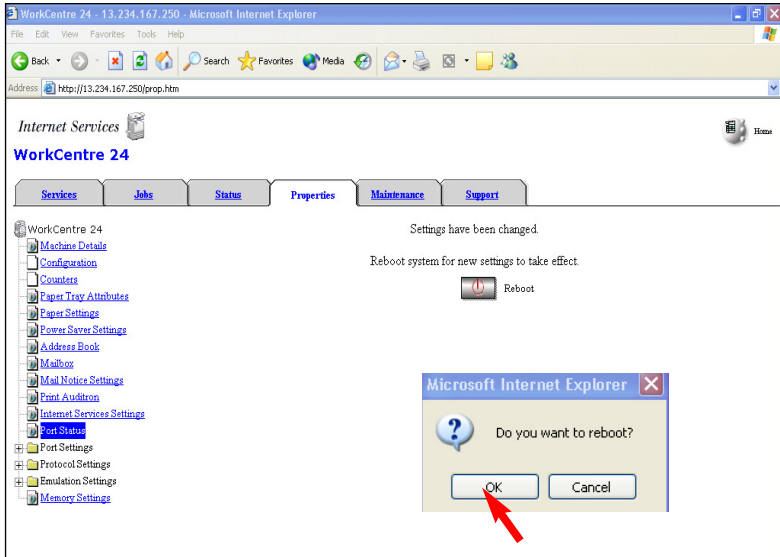 WorkCentre 24 - 13.234.167.250 - Microsoft Internet Explorer
File Edit View Favorites Tools Help
Back Search Favorites Media
Address http://13.234.167.250/prop.htm
Internet Services
Home
WorkCentre 24
Services Jobs Status Properties Maintenance Support
WorkCentre 24
Machine Details
Configuration
Counters
Paper Tray Attributes
Paper Settings
Power Saver Settings
Address Book
Mailbox
Mail Notice Settings
Print Auditron
Internet Services Settings
Port Status
Port Settings
Protocol Settings
Emulation Settings
Memory Settings
Settings have been changed.
Reboot system for new settings to take effect.
Reboot
Microsoft Internet Explorer
Do you want to reboot?
OK Cancel